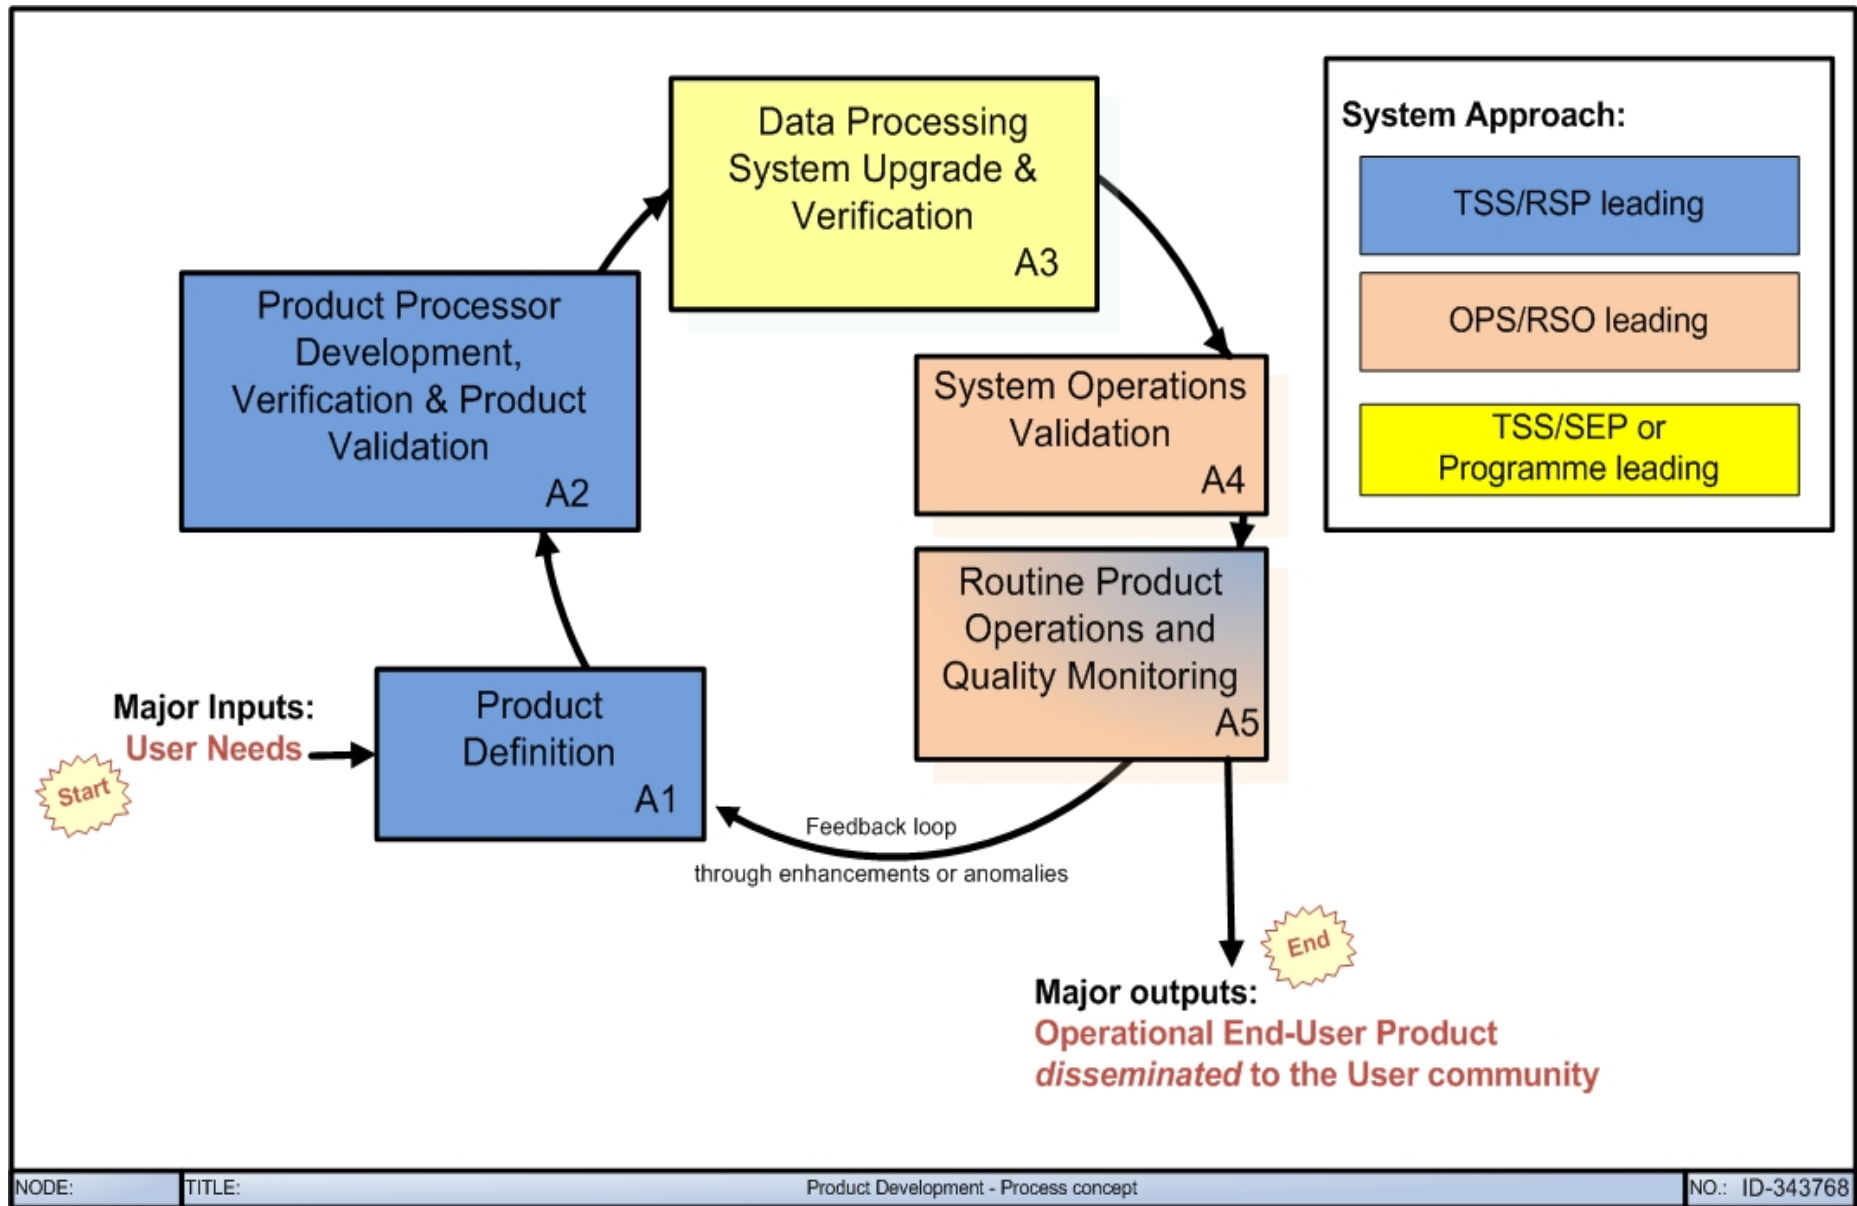 Data Processing
System Upgrade &
Verification
A3
System Approach:
TSS/RSP leading
OPS/RSO leading
TSS/SEP or
Programme leading
Product Processor
Development,
Verification & Product
Validation
A2
System Operations
Validation
A4
Routine Product
Operations and
Quality Monitoring
A5
Major Inputs:
User Needs
Start
Product
Definition
A1
Feedback loop
through enhancements or anomalies
End
Major outputs:
Operational End-User Product
disseminated to the User community
NODE:
TITLE:
Product Development - Process concept
NO.: ID-343768